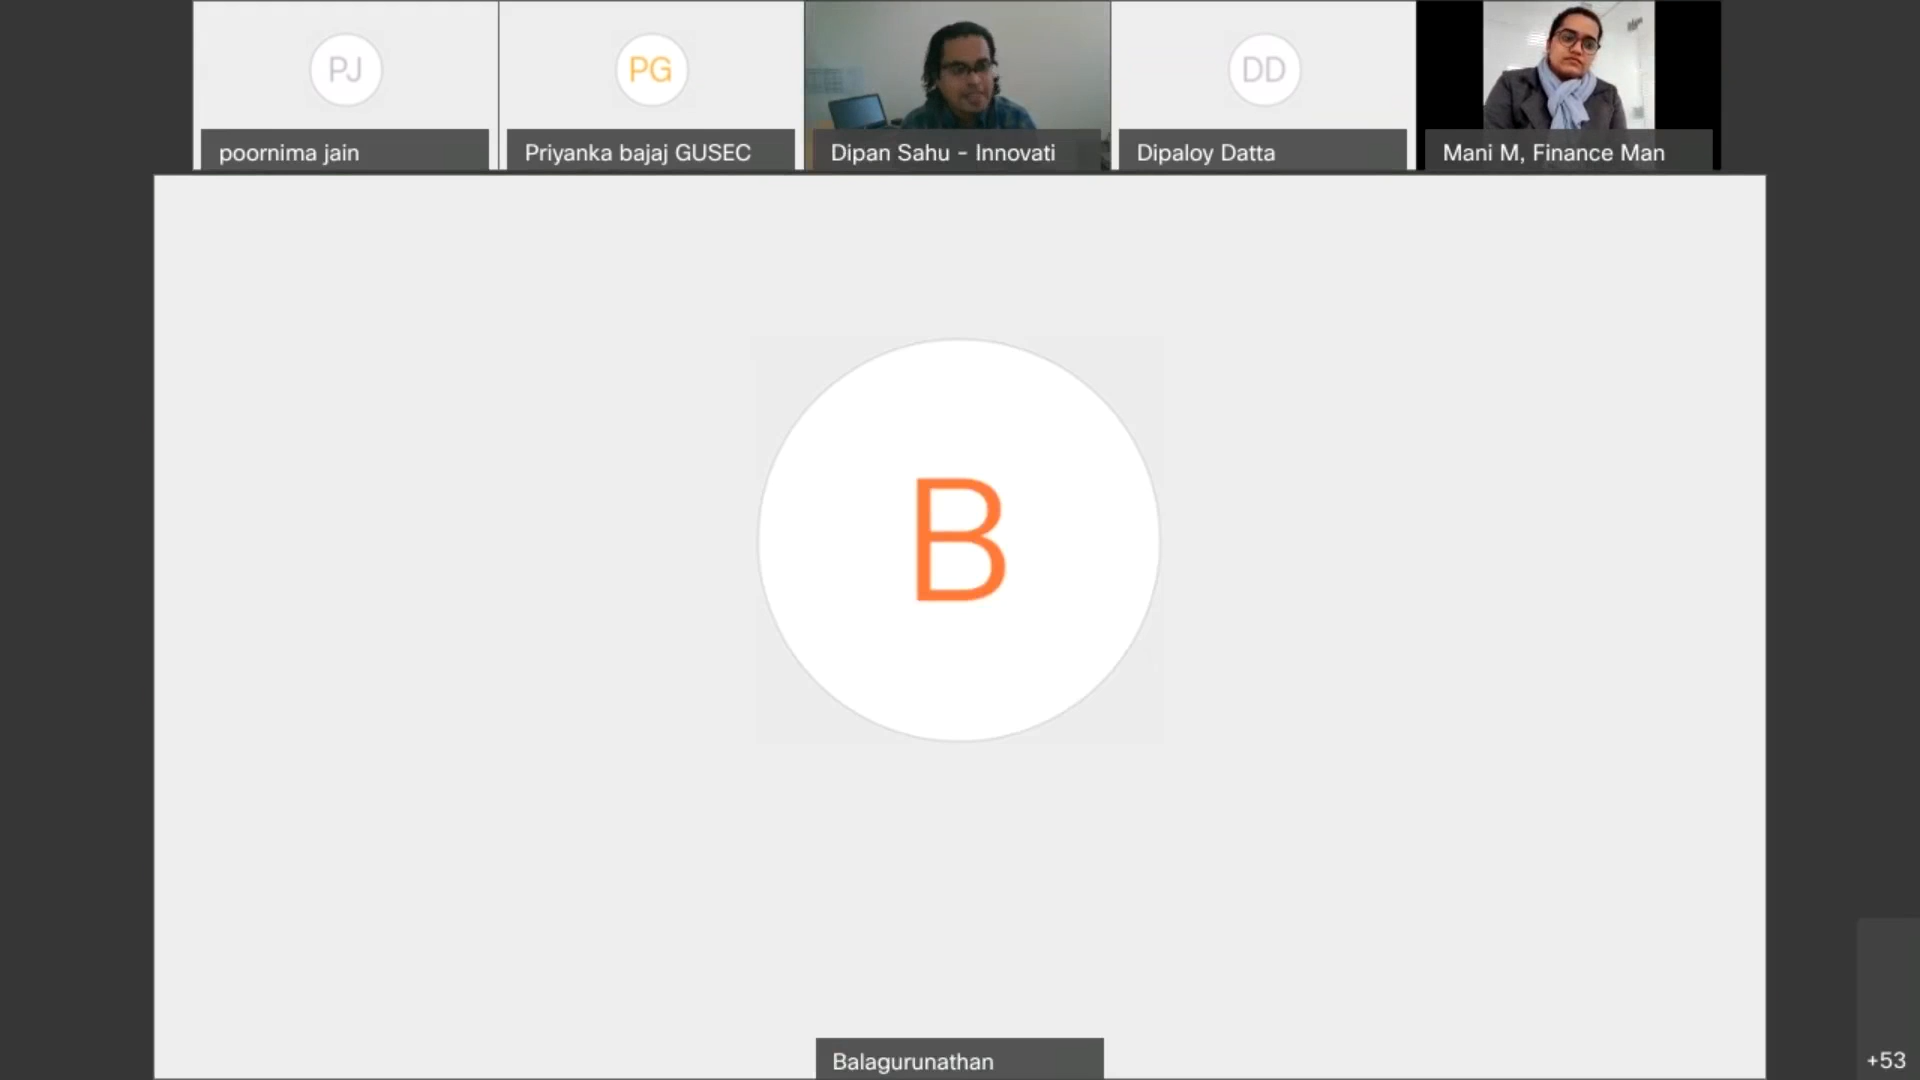 PJ
PG
DD
poornima jain
Priyanka bajaj GUSEC
Dipan Sahu - Innovati
Dipaloy Datta
Mani M, Finance Man
B
Balagurunathan
+53